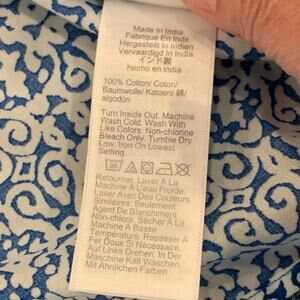 Made In India
Fabriqué En Inde
Hergestellt In Indien
Vervaardigd In India
インド製
hecho en india
100% Cotton/ Coton/
Baumwolle/ Katoen/ 綿/
algodón
Turn Inside Out. Machine
Wash Cold. Wash With
Like Colors. Non-chlorine
Bleach Only. Tumble Dry
Low. Iron On Lowest
Setting.
Retourner. Laver À La
Machine À L'eau Froide.
Laver Avec Des Couleurs
Similaires. Seulement
Agent De Blanchiment
Non-chlore. Sécher À La
Machine À Basse
Température. Repasser À
Fer Doux Si Nécessaire.
Auf Links Drehen. In Der
Maschine Kalt Waschen.
Mit Ähnlichen Farben